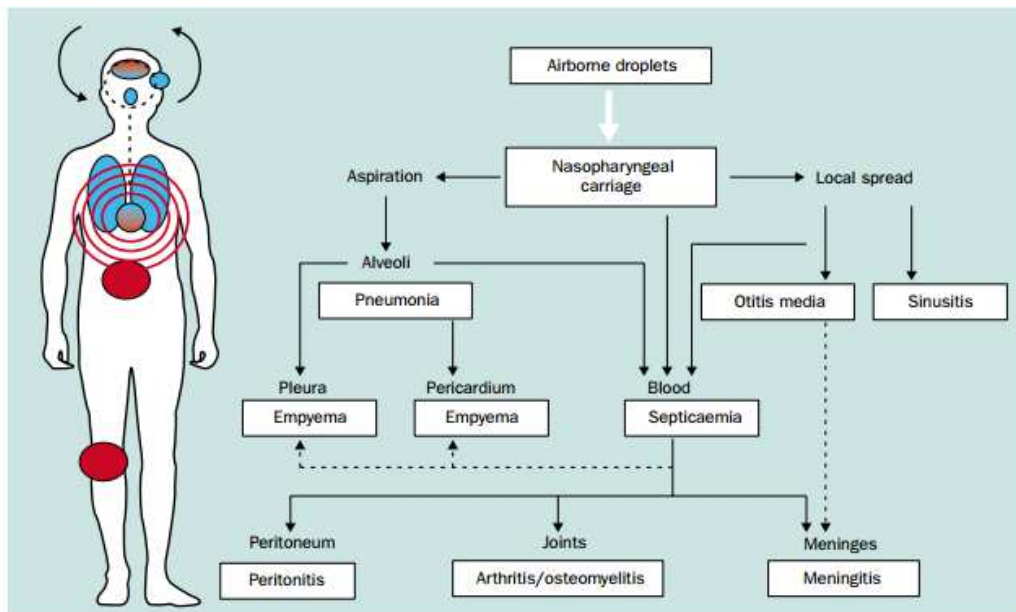 Airborne droplets
Nasopharyngeal
carriage
Aspiration
Local spread
Alveoli
Pneumonia
Otitis media
Sinusitis
Pleura
Empyema
Pericardium
Empyema
Blood
Septicaemia
Peritoneum
Peritonitis
Joints
Arthritis/osteomyelitis
Meninges
Meningitis